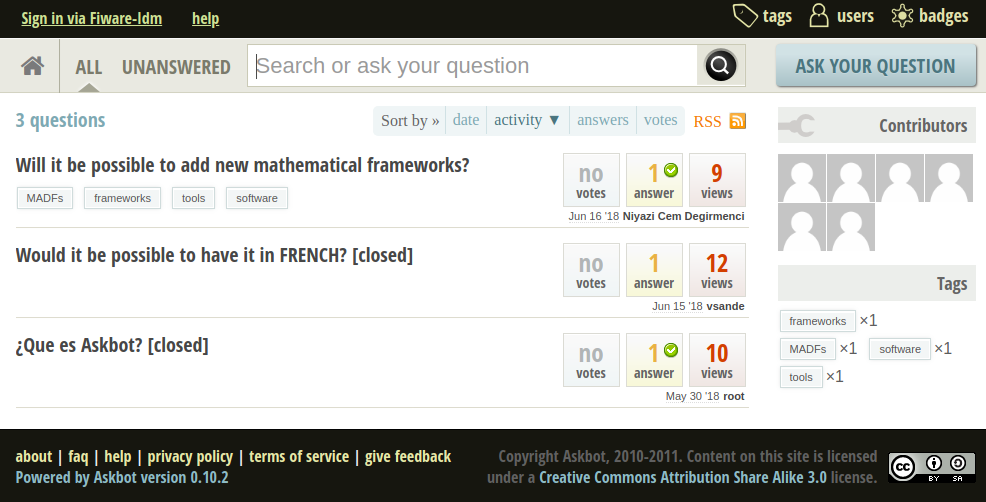 Sign in via Fiware-Idm help tags users badges
ALL UNANSWERED Search or ask your question ASK YOUR QUESTION
3 questions Sort by » date activity ▼ answers votes RSS
Contributors
Will it be possible to add new mathematical frameworks?
MADFs frameworks tools software
no votes 1 answer 9 views
Jun 16 '18 Niyazi Cem Degirmenci
Would it be possible to have it in FRENCH? [closed]
no votes 1 answer 12 views
Jun 15 '18 vsande
¿Que es Askbot? [closed]
no votes 1 answer 10 views
May 30 '18 root
Tags
frameworks ×1
MADFs ×1 software ×1
tools ×1
about | faq | help | privacy policy | terms of service | give feedback
Powered by Askbot version 0.10.2
Copyright Askbot, 2010-2011. Content on this site is licensed
under a Creative Commons Attribution Share Alike 3.0 license.
cc BY SA